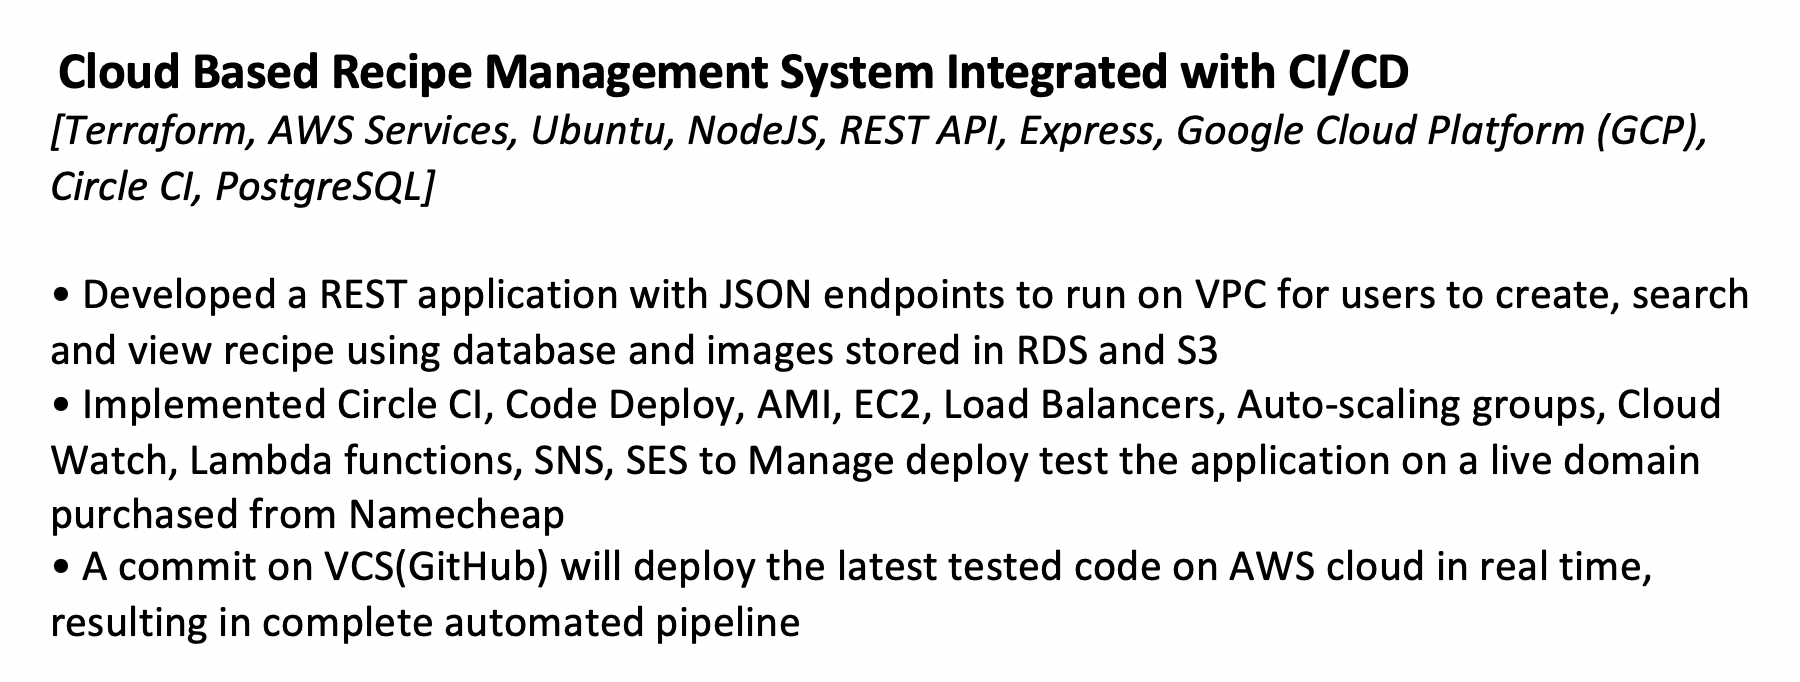 Cloud Based Recipe Management System Integrated with CI/CD
[Terraform, AWS Services, Ubuntu, NodeJS, REST API, Express, Google Cloud Platform (GCP),
Circle CI, PostgreSQL]
• Developed a REST application with JSON endpoints to run on VPC for users to create, search
and view recipe using database and images stored in RDS and S3
• Implemented Circle CI, Code Deploy, AMI, EC2, Load Balancers, Auto-scaling groups, Cloud
Watch, Lambda functions, SNS, SES to Manage deploy test the application on a live domain
purchased from Namecheap
• A commit on VCS(GitHub) will deploy the latest tested code on AWS cloud in real time,
resulting in complete automated pipeline